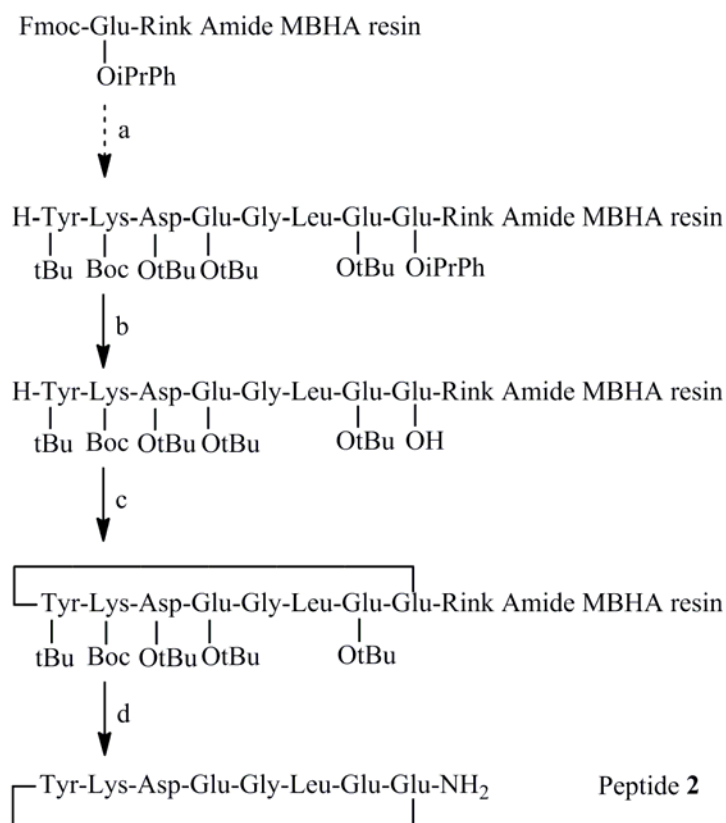 Fmoc-Glu-Rink Amide MBHA resin
OiPrPh
a
H-Tyr-Lys-Asp-Glu-Gly-Leu-Glu-Glu-Rink Amide MBHA resin
tBu Boc OtBu OtBu OtBu OiPrPh
b
H-Tyr-Lys-Asp-Glu-Gly-Leu-Glu-Glu-Rink Amide MBHA resin
tBu Boc OtBu OtBu OtBu OH
c
Tyr-Lys-Asp-Glu-Gly-Leu-Glu-Glu-Rink Amide MBHA resin
tBu Boc OtBu OtBu OtBu
d
Tyr-Lys-Asp-Glu-Gly-Leu-Glu-Glu-NH₂ Peptide 2